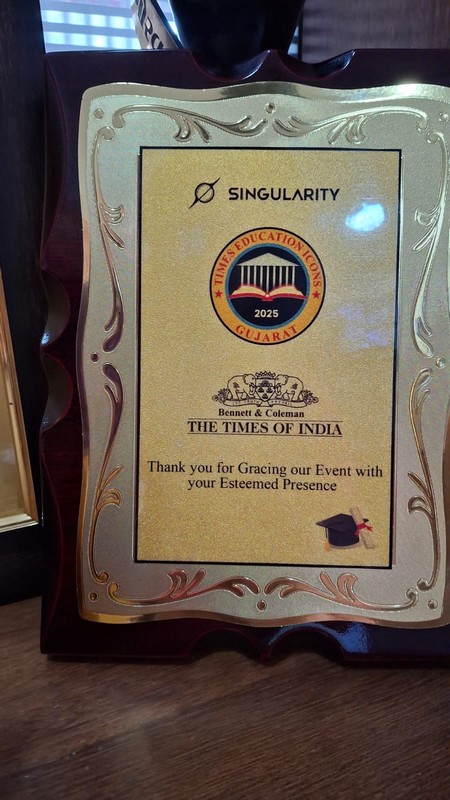 SINGULARITY
TIMES EDUCATION ICONS
2025
GUJARAT
Bennett & Coleman
THE TIMES OF INDIA
Thank you for Gracing our Event with
your Esteemed Presence